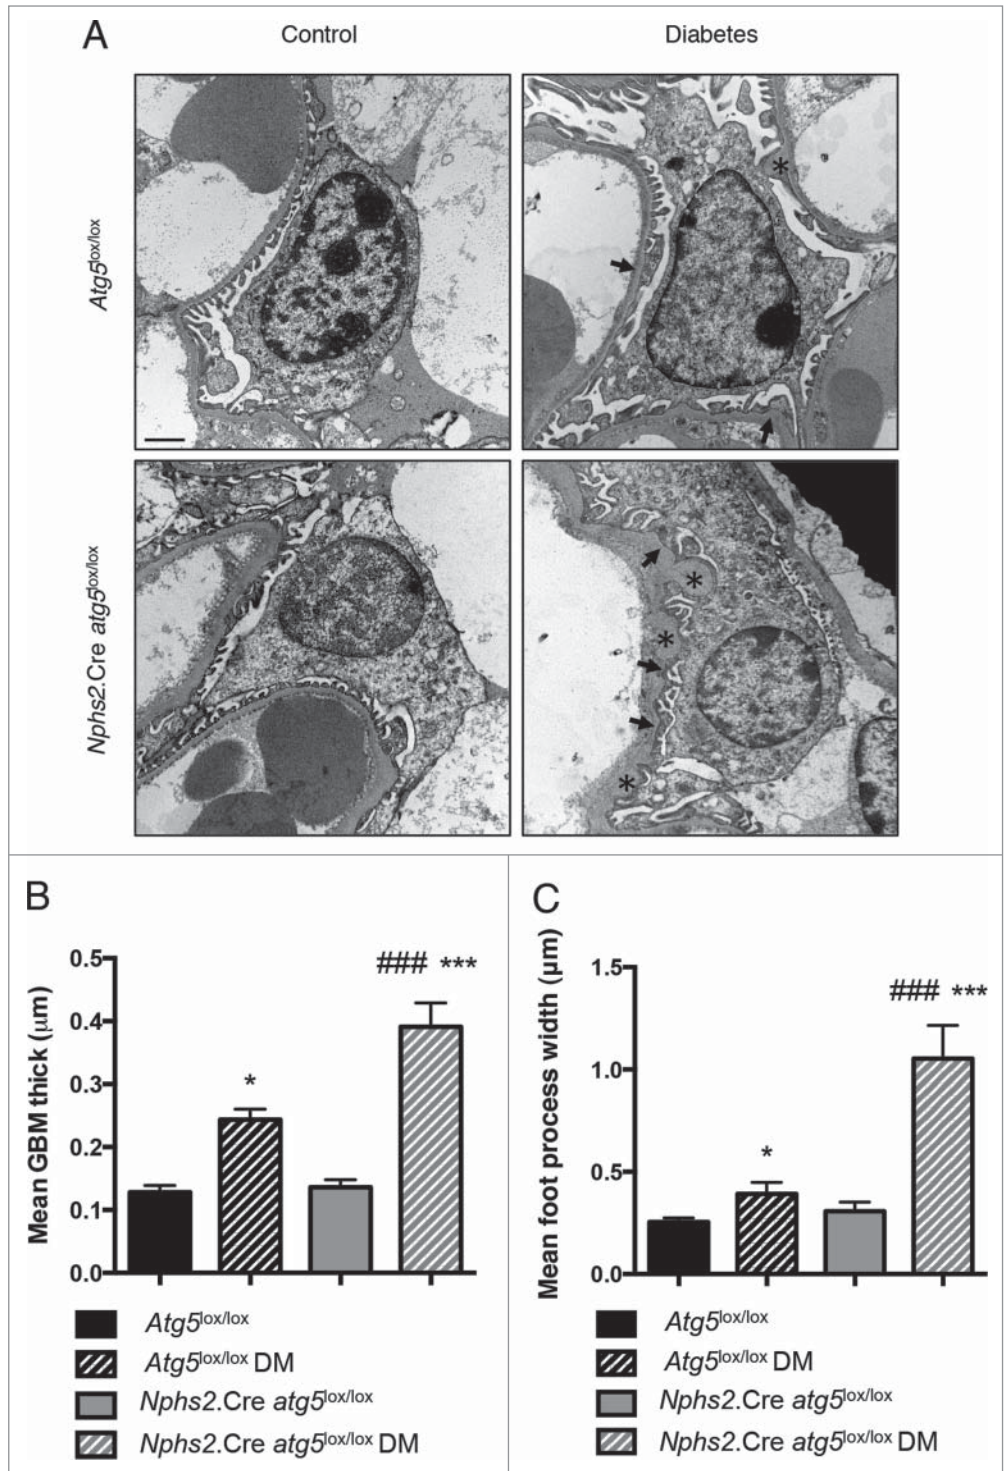 A
Control
Diabetes
Atg5lox/lox
*
Nphs2.Cre atg5lox/lox
*
*
*
B
Mean GBM thick (μm)
0.5
0.4
0.3
0.2
0.1
0.0
*
### ***
Atg5lox/lox
Atg5lox/lox DM
Nphs2.Cre atg5lox/lox
Nphs2.Cre atg5lox/lox DM
C
Mean foot process width (μm)
1.5
1.0
0.5
0.0
*
### ***
Atg5lox/lox
Atg5lox/lox DM
Nphs2.Cre atg5lox/lox
Nphs2.Cre atg5lox/lox DM